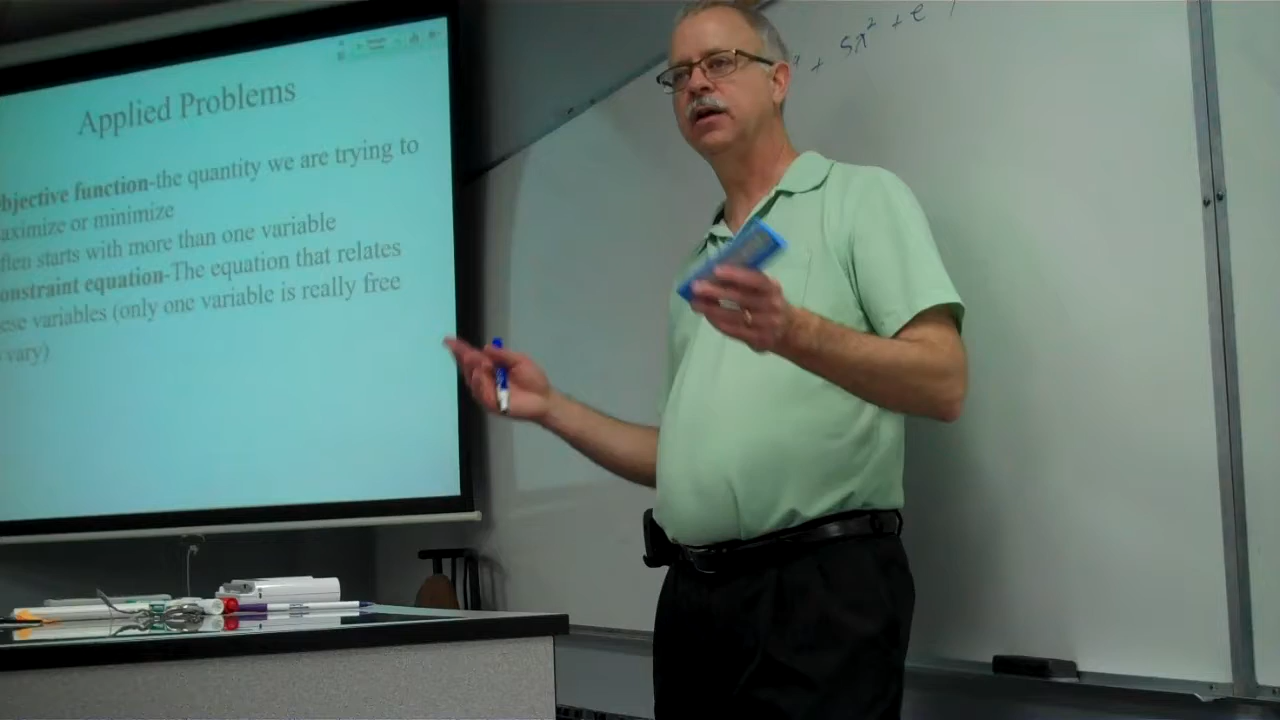 Applied Problems
bjective function-the quantity we are trying to
aximize or minimize
ften starts with more than one variable
onstraint equation-The equation that relates
ese variables (only one variable is really free
vary)
+ 5x² + e